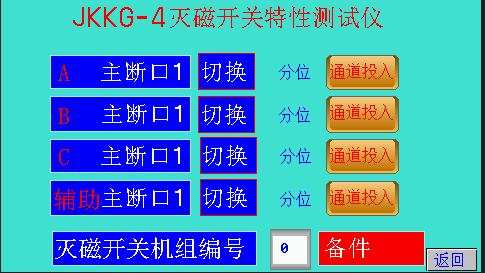 JKKG-4灭磁开关特性测试仪
A 主断口1 切换 分位 通道投入
B 主断口1 切换 分位 通道投入
C 主断口1 切换 分位 通道投入
辅助主断口1 切换 分位 通道投入
灭磁开关机组编号 0 备件
返回